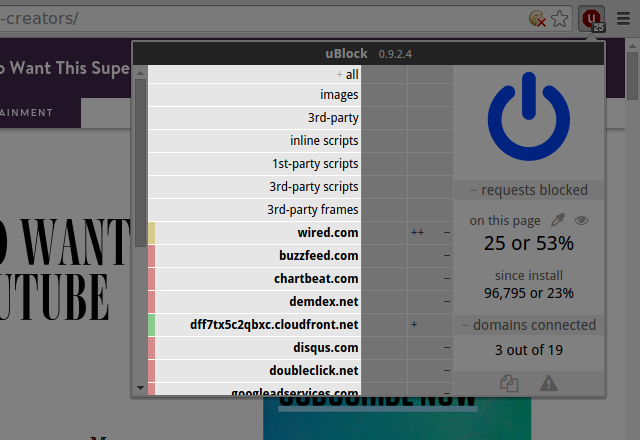 -creators/
25
uBlock 0.9.2.4
o Want This Supe
AINMENT
+ all
images
3rd-party
inline scripts
1st-party scripts
3rd-party scripts
3rd-party frames
wired.com ++ –
buzzfeed.com –
chartbeat.com –
demdex.net –
dff7tx5c2qbxc.cloudfront.net +
disqus.com –
doubleclick.net –
googleadservices.com –
– requests blocked
on this page
25 or 53%
since install
96,795 or 23%
– domains connected
3 out of 19
O WANT
UTUBE
SUBSCRIBE NOW